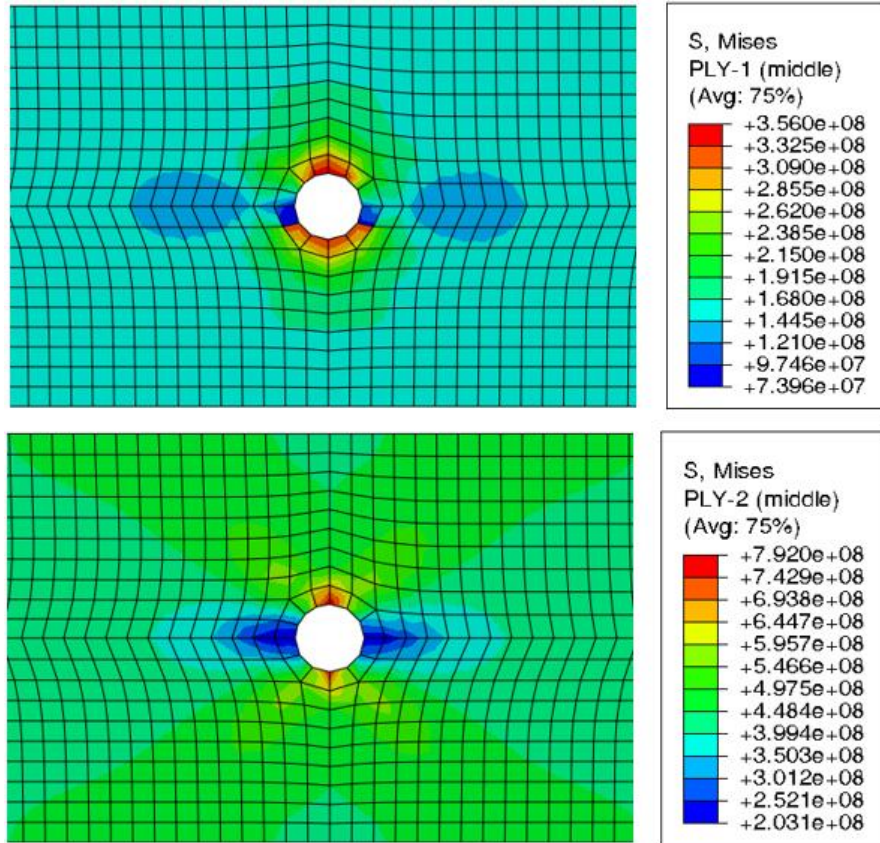 S, Mises
PLY-1 (middle)
(Avg: 75%)
+3.560e+08
+3.325e+08
+3.090e+08
+2.855e+08
+2.620e+08
+2.385e+08
+2.150e+08
+1.915e+08
+1.680e+08
+1.445e+08
+1.210e+08
+9.746e+07
+7.396e+07
S, Mises
PLY-2 (middle)
(Avg: 75%)
+7.920e+08
+7.429e+08
+6.938e+08
+6.447e+08
+5.957e+08
+5.466e+08
+4.975e+08
+4.484e+08
+3.994e+08
+3.503e+08
+3.012e+08
+2.521e+08
+2.031e+08